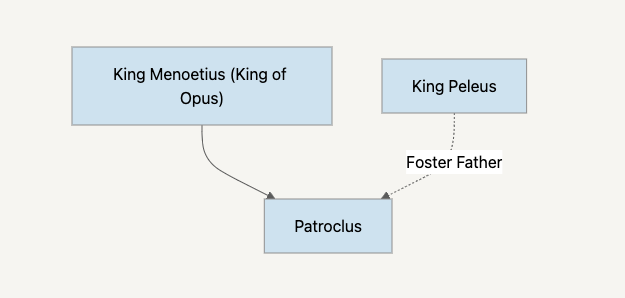 King Menoetius (King of
Opus)
King Peleus
Foster Father
Patroclus